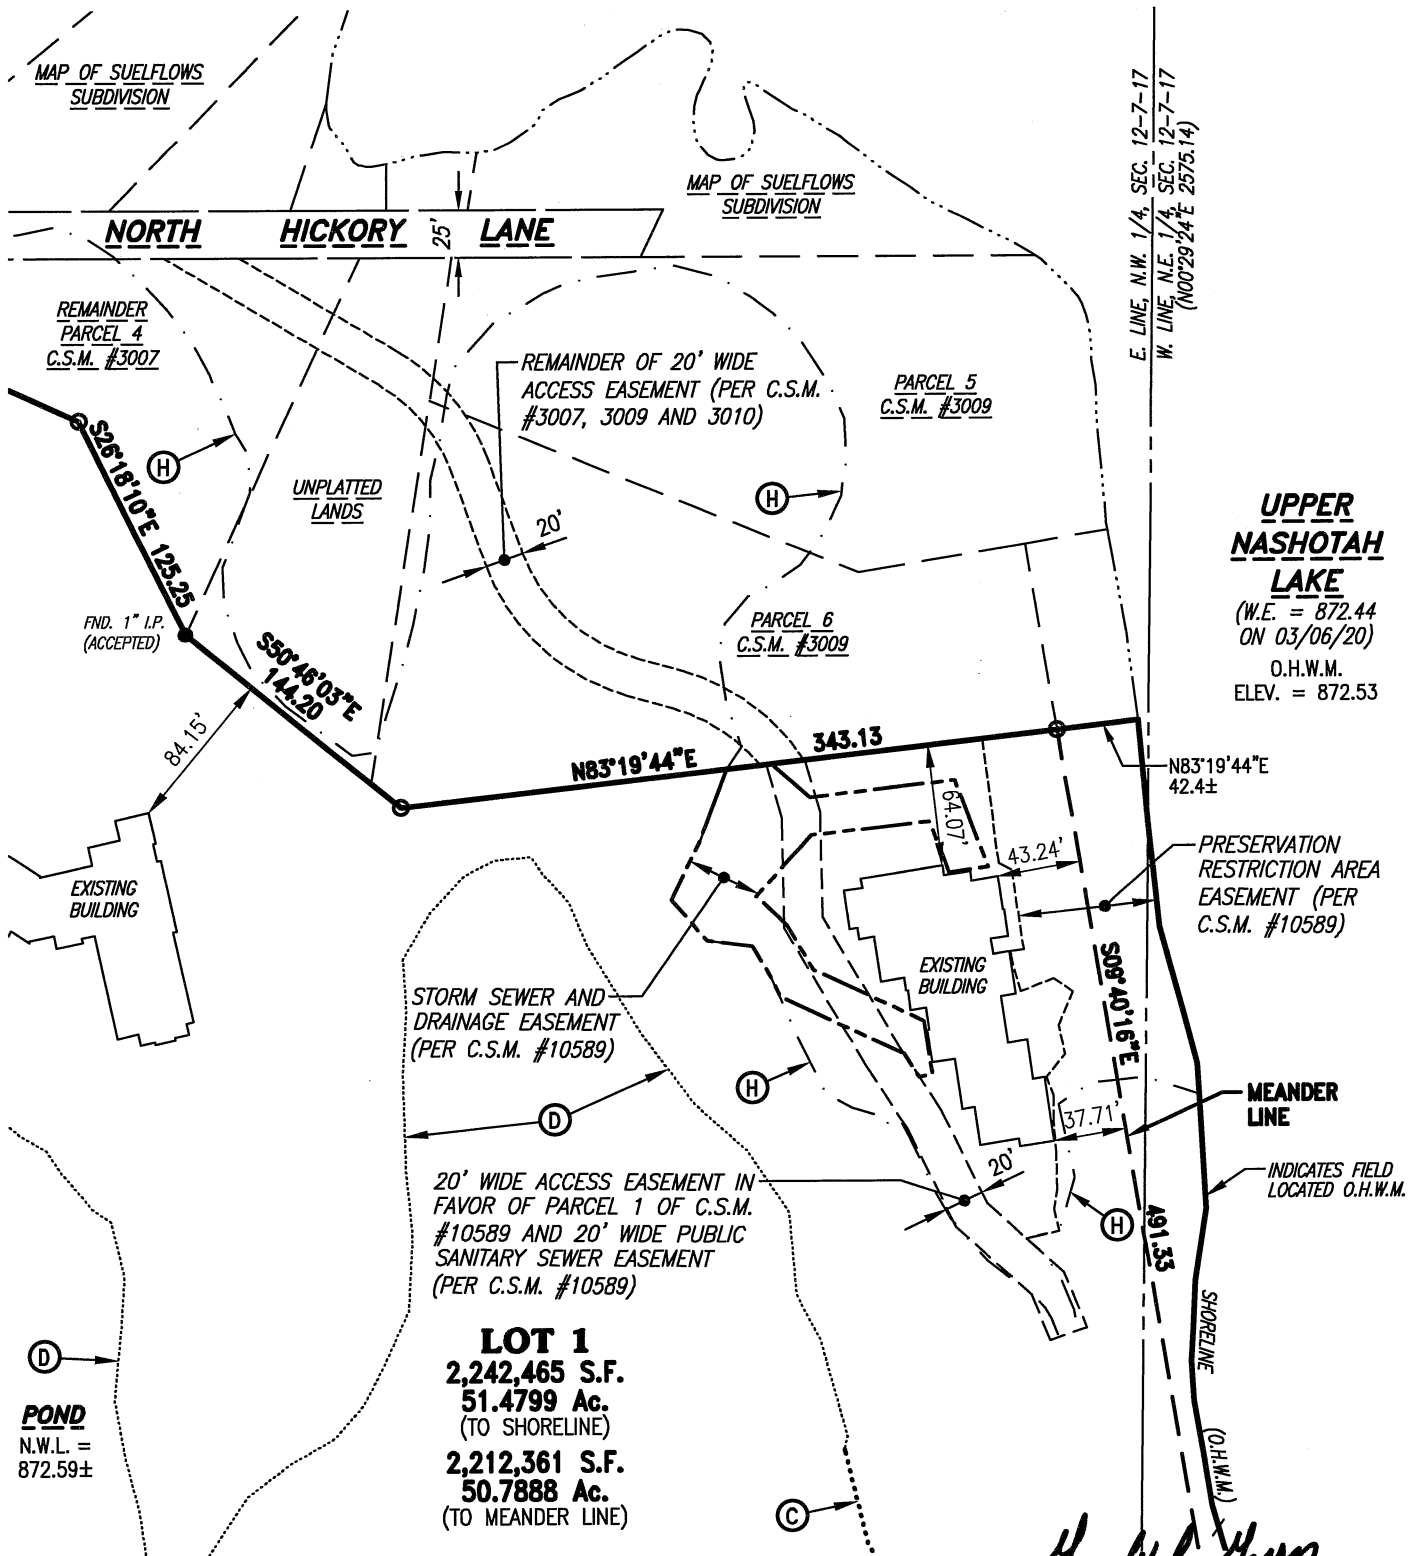 MAP OF SUELFLOWS
SUBDIVISION
MAP OF SUELFLOWS
SUBDIVISION
E. LINE, N.W. 1/4, SEC. 12-7-17
W. LINE, N.E. 1/4, SEC. 12-7-17
(N00°29'24"E 2575.14)
NORTH HICKORY LANE
25'
REMAINDER
PARCEL 4
C.S.M. #3007
REMAINDER OF 20' WIDE
ACCESS EASEMENT (PER C.S.M.
#3007, 3009 AND 3010)
PARCEL 5
C.S.M. #3009
S26°18'10"E 125.25
H
UNPLATTED
LANDS
20'
H
UPPER
NASHOTAH
LAKE
(W.E. = 872.44
ON 03/06/20)
O.H.W.M.
ELEV. = 872.53
FND. 1" I.P.
(ACCEPTED)
S50°46'03"E
144.20
PARCEL 6
C.S.M. #3009
84.15'
N83°19'44"E
343.13
N83°19'44"E
42.4±
64.07'
43.24'
PRESERVATION
RESTRICTION AREA
EASEMENT (PER
C.S.M. #10589)
EXISTING
BUILDING
EXISTING
BUILDING
S09°40'16"E
491.33
STORM SEWER AND
DRAINAGE EASEMENT
(PER C.S.M. #10589)
H
D
37.71'
MEANDER
LINE
20' WIDE ACCESS EASEMENT IN
FAVOR OF PARCEL 1 OF C.S.M.
#10589 AND 20' WIDE PUBLIC
SANITARY SEWER EASEMENT
(PER C.S.M. #10589)
20'
H
INDICATES FIELD
LOCATED O.H.W.M.
SHORELINE
(O.H.W.M.)
LOT 1
2,242,465 S.F.
51.4799 Ac.
(TO SHORELINE)
2,212,361 S.F.
50.7888 Ac.
(TO MEANDER LINE)
D
POND
N.W.L. =
872.59±
C